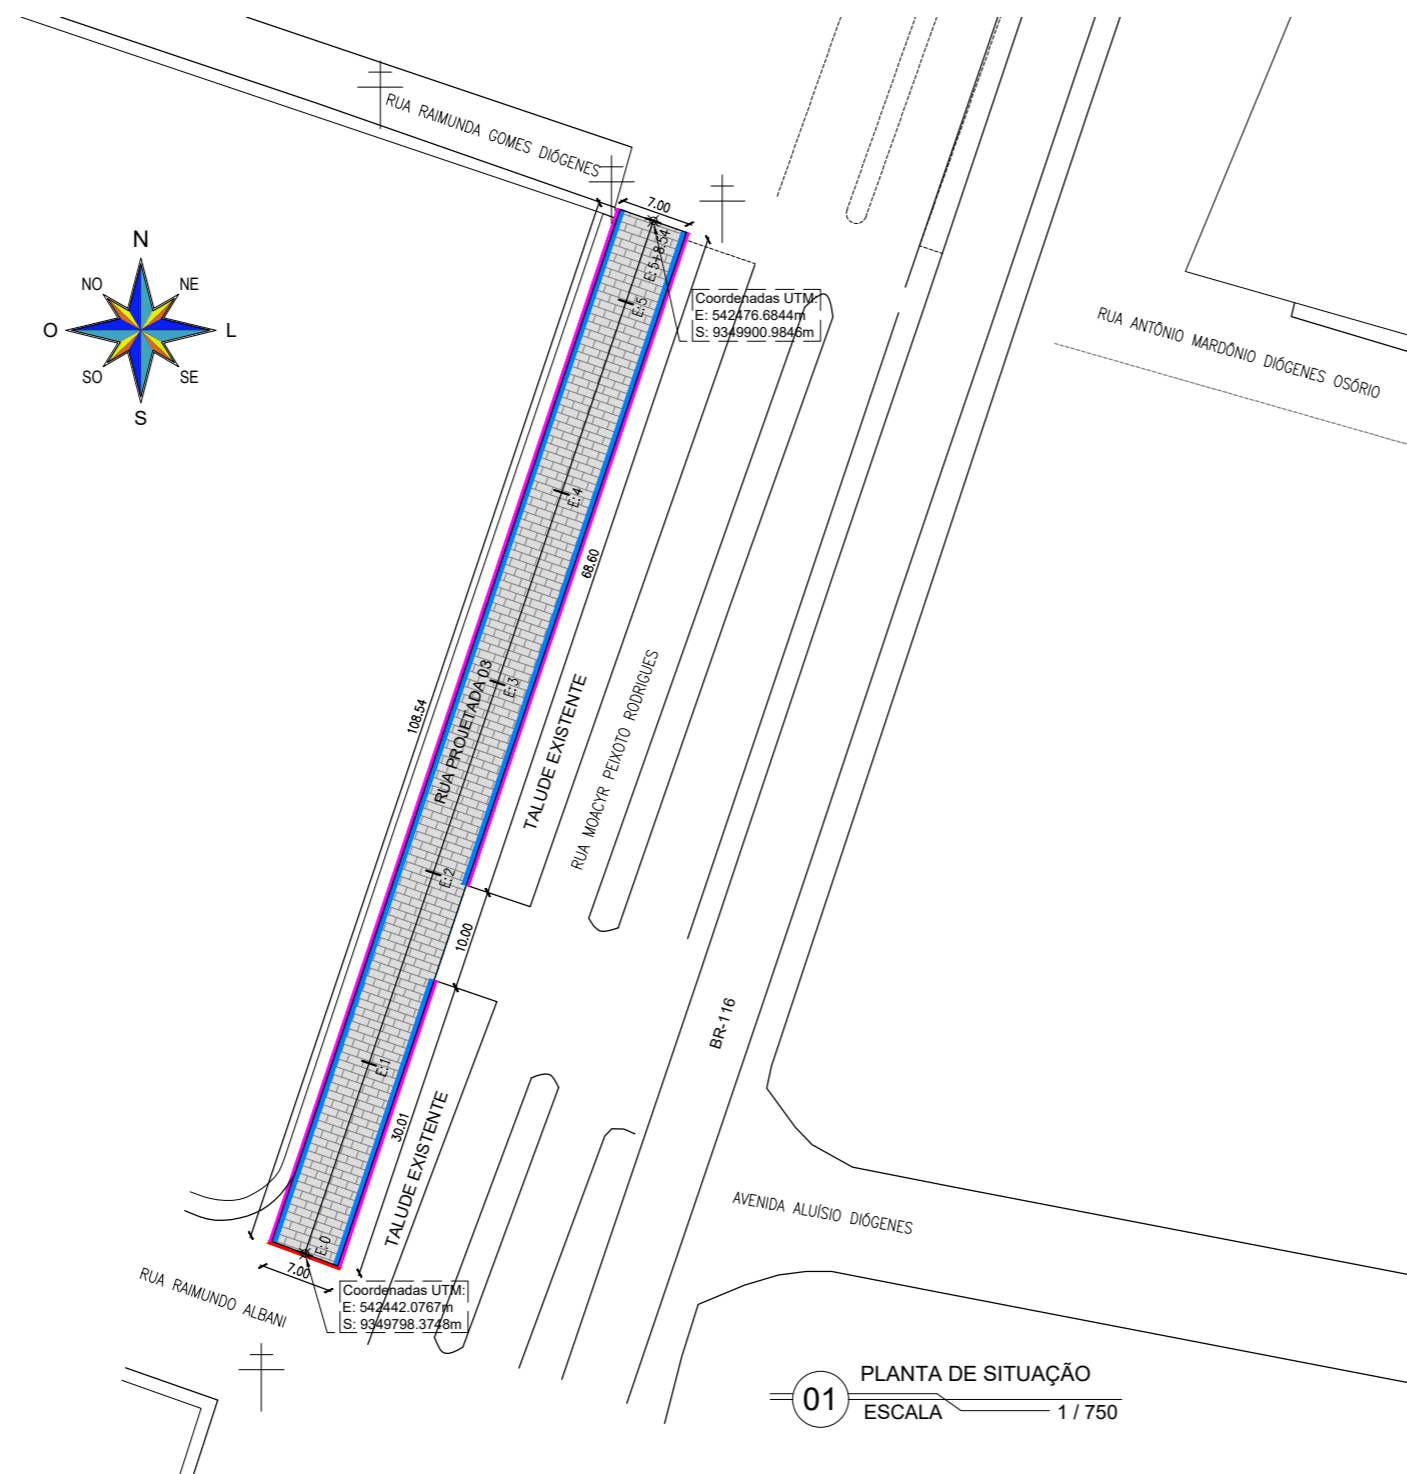 RUA RAIMUNDA GOMES DIÓGENES
7.00
E:5+8.54
E:5
Coordenadas UTM:
E: 542476.6844m
S: 9349900.9846m
N
NO
NE
O
L
SO
SE
S
RUA ANTÔNIO MARDÔNIO DIÓGENES OSÓRIO
E:4
68.60
E:3
RUA PROJETADA 03
108.54
TALUDE EXISTENTE
RUA MOACYR PEIXOTO RODRIGUES
E:2
10.00
BR-116
E:1
30.01
TALUDE EXISTENTE
AVENIDA ALUÍSIO DIÓGENES
E:0
7.00
RUA RAIMUNDO ALBANI
Coordenadas UTM:
E: 542442.0767m
S: 9349798.3748m
01
PLANTA DE SITUAÇÃO
ESCALA
1 / 750